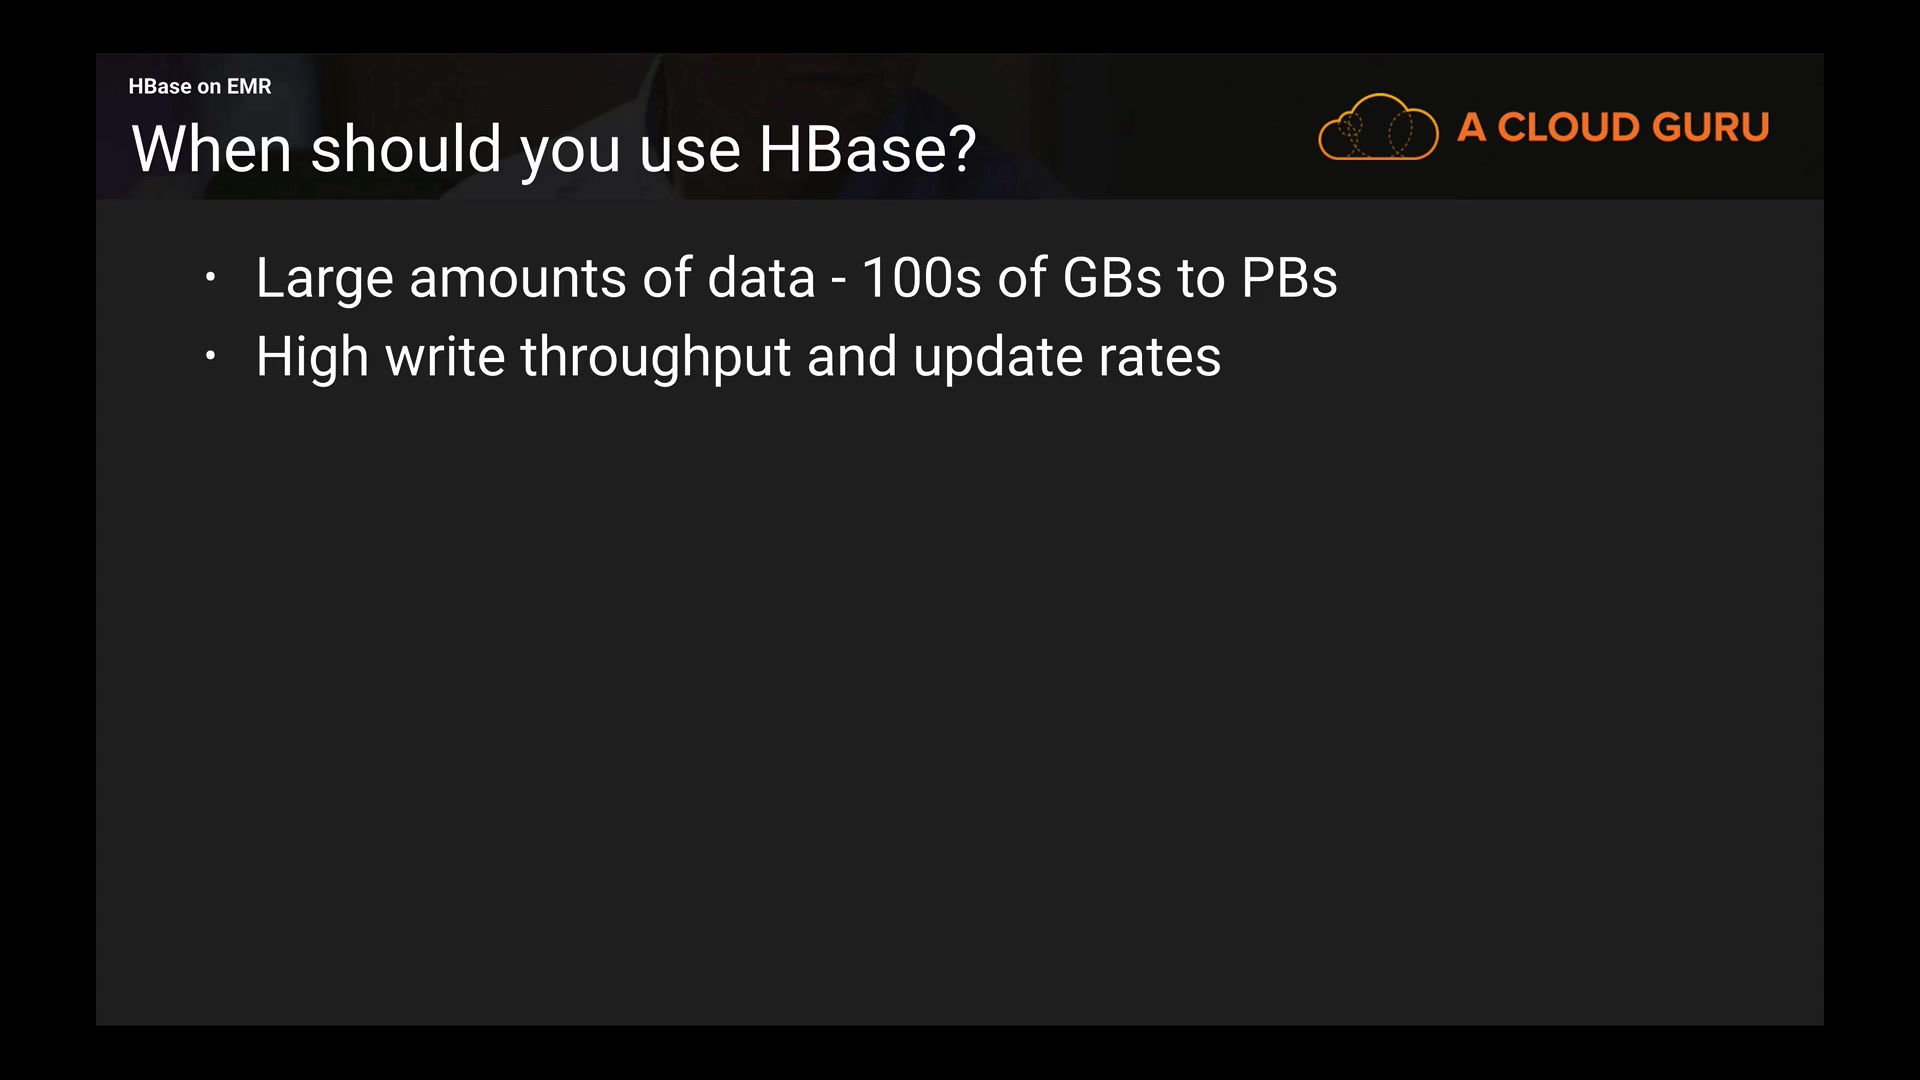 HBase on EMR
When should you use HBase?
A CLOUD GURU
• Large amounts of data - 100s of GBs to PBs
• High write throughput and update rates